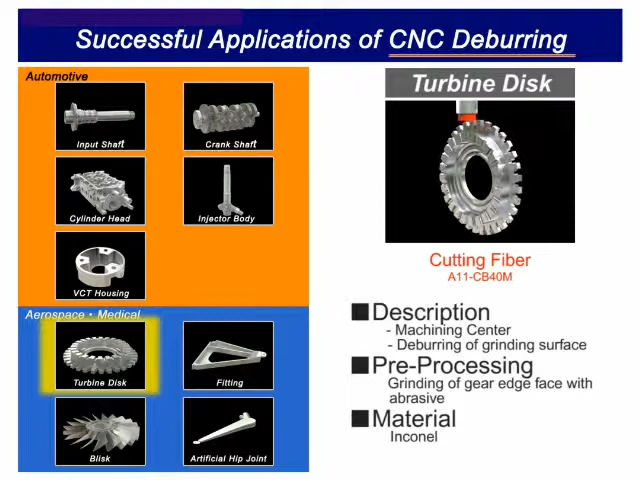 Successful Applications of CNC Deburring
Automotive
Input Shaft
Crank Shaft
Cylinder Head
Injector Body
VCT Housing
Aerospace・Medical
Turbine Disk
Fitting
Blisk
Artificial Hip Joint
Turbine Disk
Cutting Fiber
A11-CB40M
■Description
- Machining Center
- Deburring of grinding surface
■Pre-Processing
Grinding of gear edge face with
abrasive
■Material
Inconel